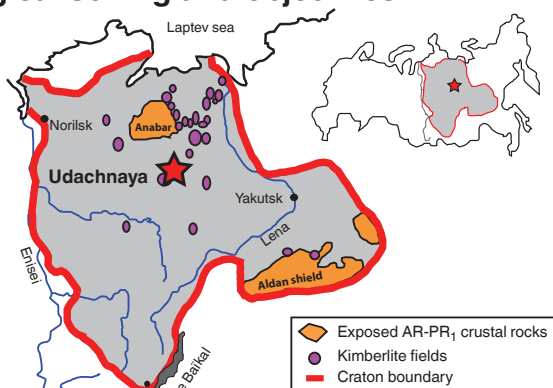 Laptev sea
Norilsk
Anabar
Udachnaya
Yakutsk
Lena
Enisei
Aldan shield
Baïkal
Exposed AR-PR₁ crustal rocks
Kimberlite fields
Craton boundary